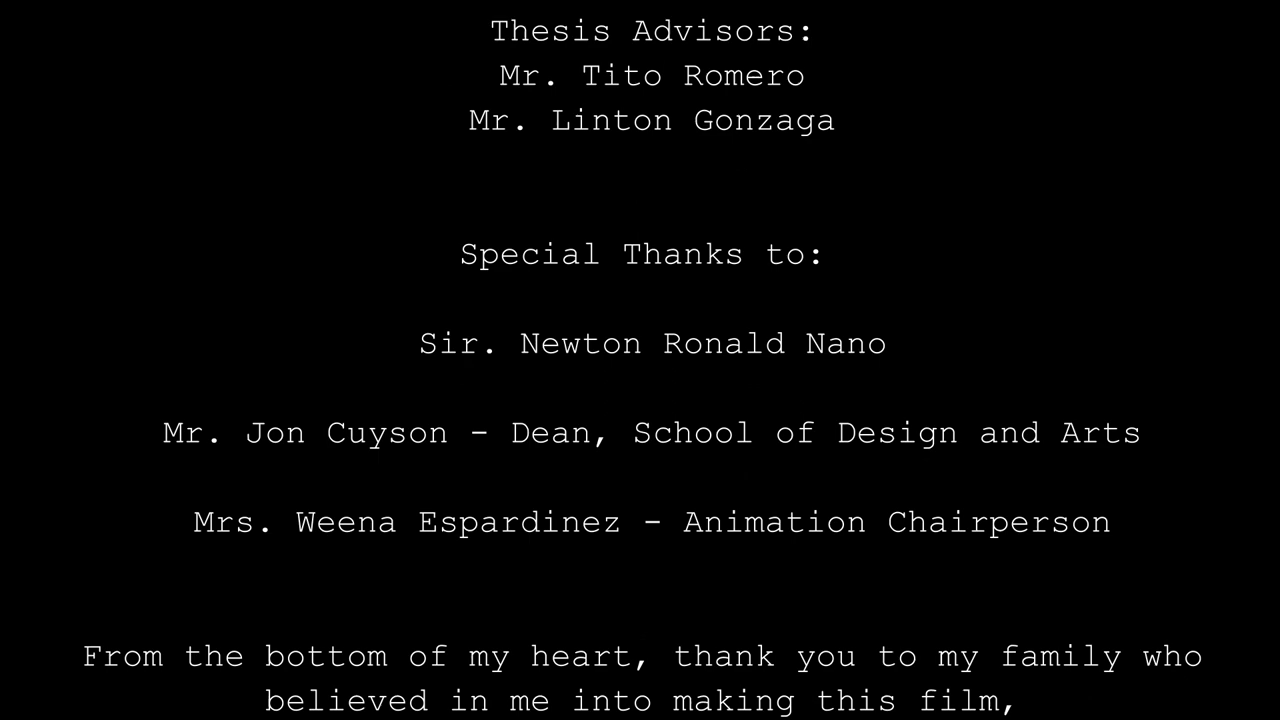 Thesis Advisors:
Mr. Tito Romero
Mr. Linton Gonzaga
Special Thanks to:
Sir. Newton Ronald Nano
Mr. Jon Cuyson - Dean, School of Design and Arts
Mrs. Weena Espardinez - Animation Chairperson
From the bottom of my heart, thank you to my family who
believed in me into making this film,